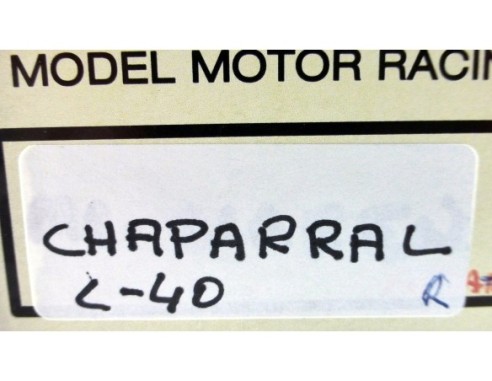 MODEL MOTOR RACIN
CHAPARRAL
L-40 R